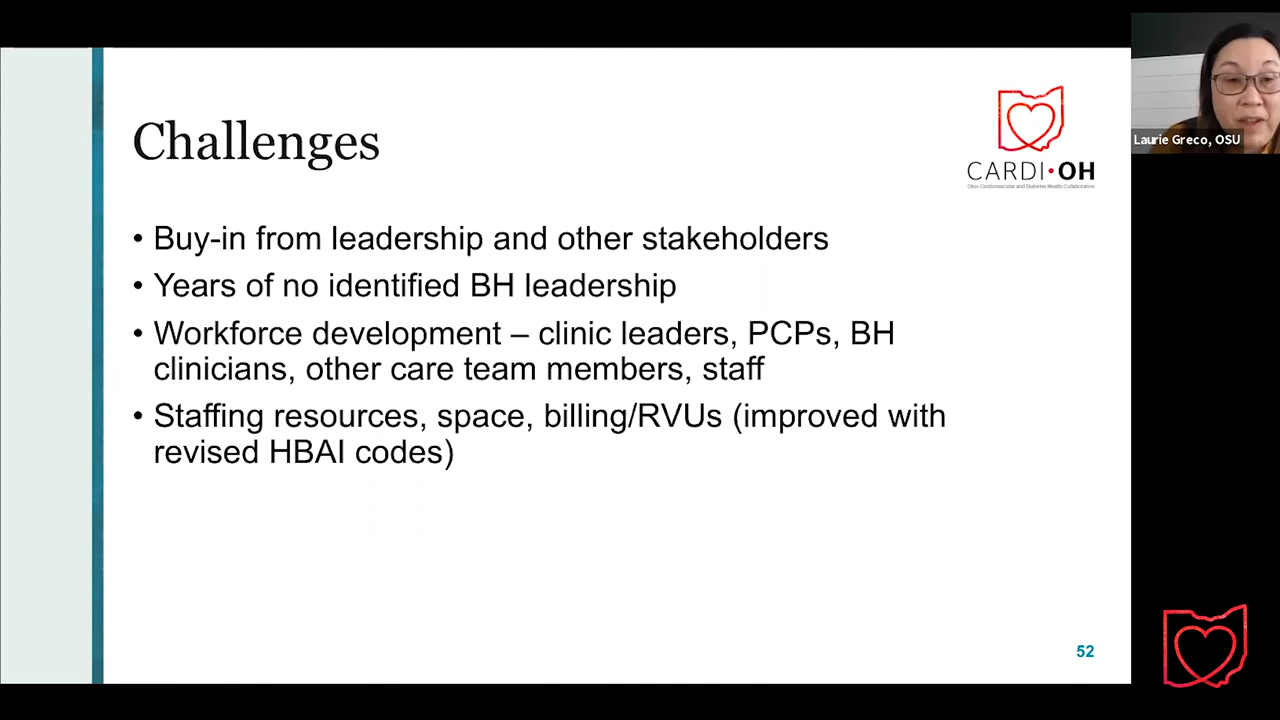 Challenges
CARDI•OH
Ohio Cardiovascular and Diabetes Health Collaborative
Laurie Greco, OSU
• Buy-in from leadership and other stakeholders
• Years of no identified BH leadership
• Workforce development – clinic leaders, PCPs, BH
clinicians, other care team members, staff
• Staffing resources, space, billing/RVUs (improved with
revised HBAI codes)
52